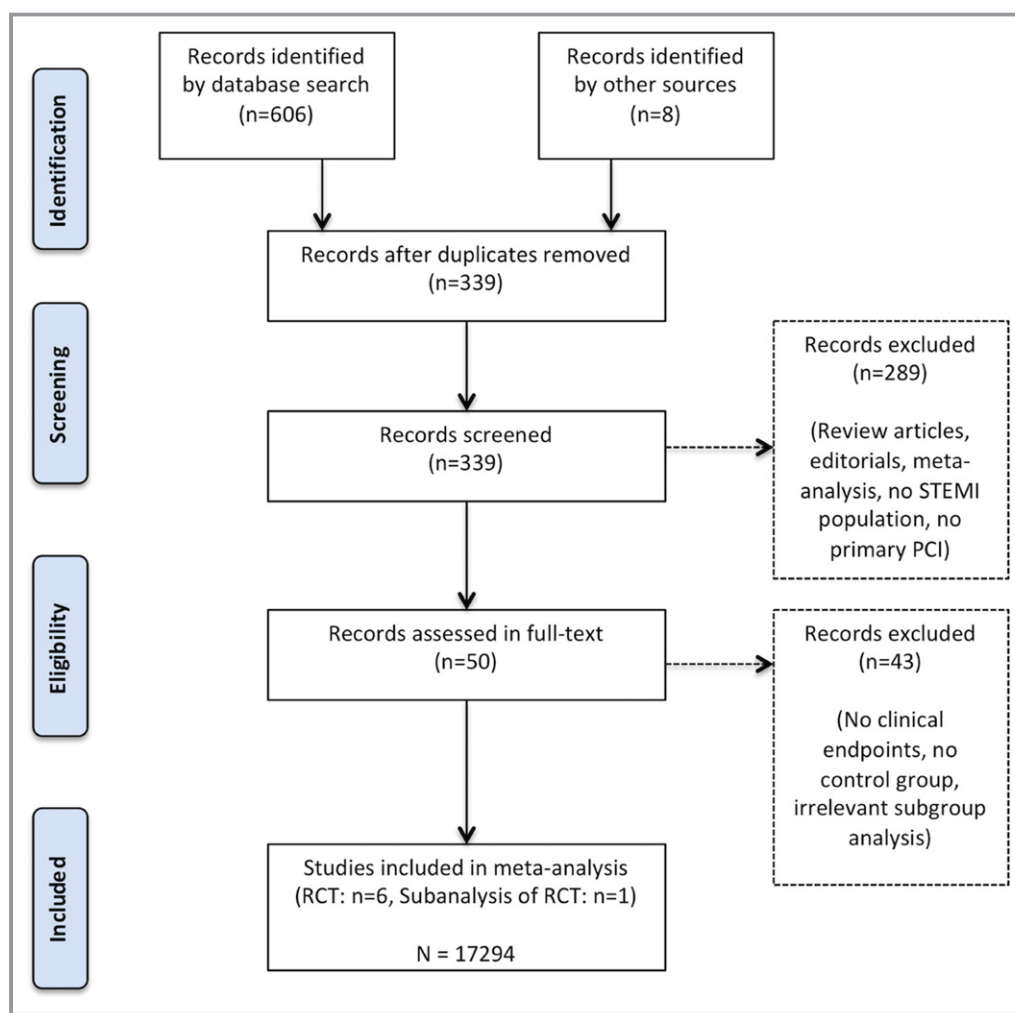 Identification
Records identified
by database search
(n=606)
Records identified
by other sources
(n=8)
Records after duplicates removed
(n=339)
Screening
Records screened
(n=339)
Records excluded
(n=289)
(Review articles,
editorials, meta-
analysis, no STEMI
population, no
primary PCI)
Eligibility
Records assessed in full-text
(n=50)
Records excluded
(n=43)
(No clinical
endpoints, no
control group,
irrelevant subgroup
analysis)
Included
Studies included in meta-analysis
(RCT: n=6, Subanalysis of RCT: n=1)
N = 17294